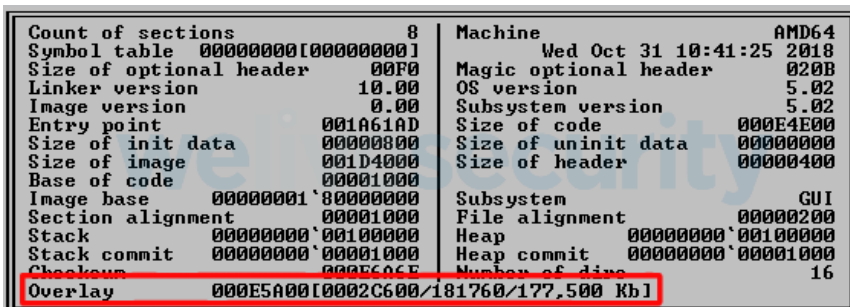 Count of sections 8 Machine AMD64
Symbol table 00000000[00000000] Wed Oct 31 10:41:25 2018
Size of optional header 00F0 Magic optional header 020B
Linker version 10.00 OS version 5.02
Image version 0.00 Subsystem version 5.02
Entry point 001A61AD Size of code 000E4E00
Size of init data 00000800 Size of uninit data 00000000
Size of image 001D4000 Size of header 00000400
Base of code 00001000
Image base 00000001`80000000 Subsystem GUI
Section alignment 00001000 File alignment 00000200
Stack 00000000`00100000 Heap 00000000`00100000
Stack commit 00000000`00001000 Heap commit 00000000`00001000
Checksum 000E6A6E Number of dirs 16
Overlay 000E5A00[0002C600/181760/177,500 Kb]
welivesecurity